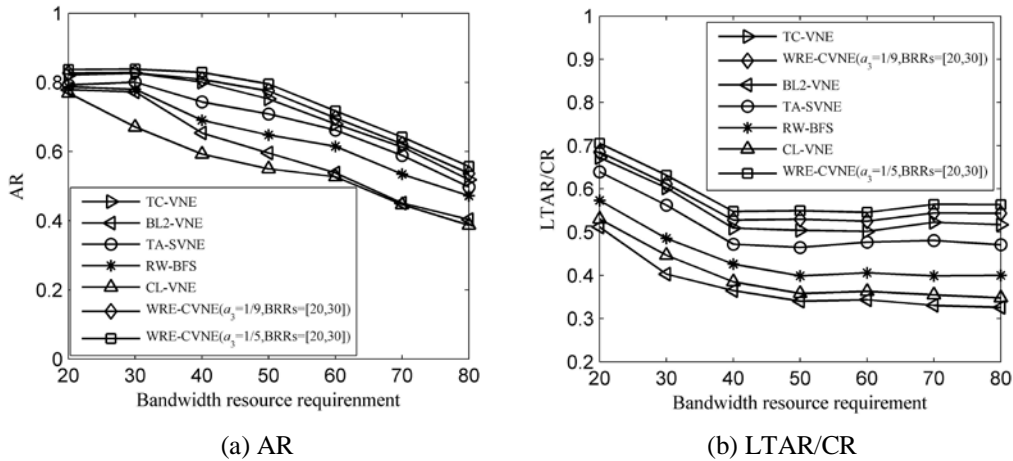 1
0.8
0.6
0.4
0.2
0
AR
TC-VNE
BL2-VNE
TA-SVNE
RW-BFS
CL-VNE
WRE-CVNE(a3=1/9,BRRs=[20,30])
WRE-CVNE(a3=1/5,BRRs=[20,30])
20 30 40 50 60 70 80
Bandwidth resource requirenment
(a) AR
1
0.9
0.8
0.7
0.6
0.5
0.4
0.3
0.2
LTAR/CR
TC-VNE
WRE-CVNE(a3=1/9,BRRs=[20,30])
BL2-VNE
TA-SVNE
RW-BFS
CL-VNE
WRE-CVNE(a3=1/5,BRRs=[20,30])
20 30 40 50 60 70 80
Bandwidth resource requirement
(b) LTAR/CR